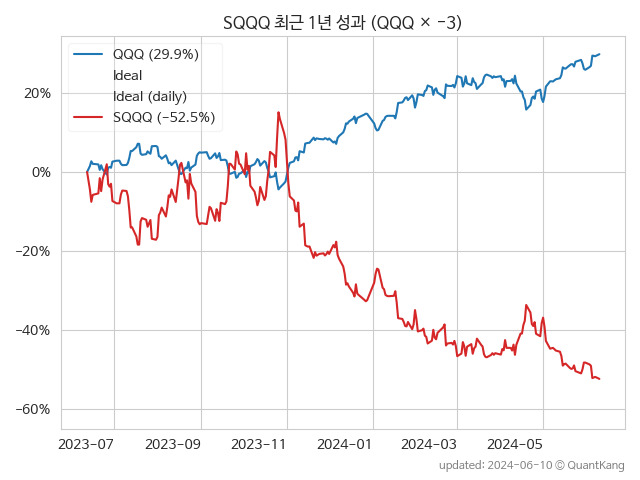 SQQQ 최근 1년 성과 (QQQ × −3)
QQQ (29.9%)
Ideal
Ideal (daily)
SQQQ (−52.5%)
20%
0%
−20%
−40%
−60%
2023-07
2023-09
2023-11
2024-01
2024-03
2024-05
updated: 2024-06-10 © QuantKang